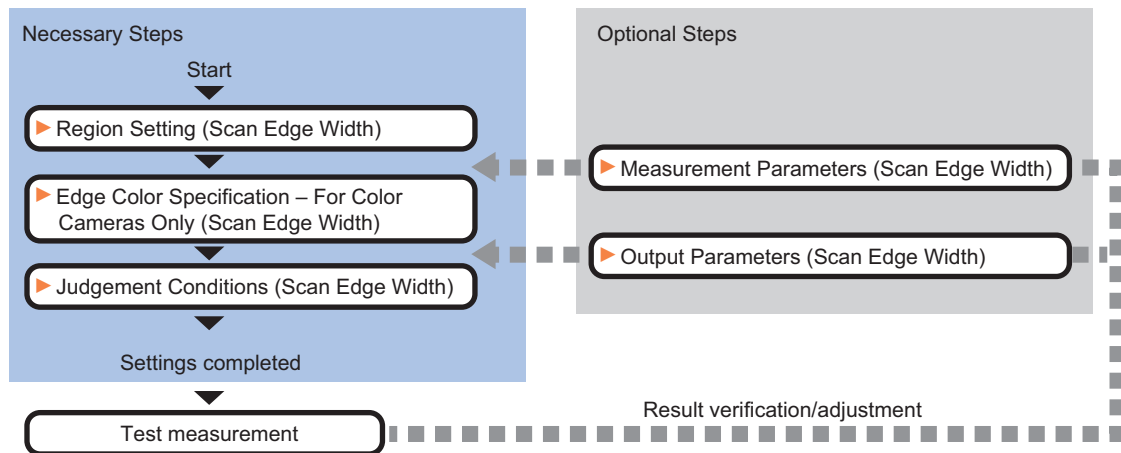 Necessary Steps
Start
Region Setting (Scan Edge Width)
Edge Color Specification – For Color
Cameras Only (Scan Edge Width)
Judgement Conditions (Scan Edge Width)
Settings completed
Test measurement
Optional Steps
Measurement Parameters (Scan Edge Width)
Output Parameters (Scan Edge Width)
Result verification/adjustment